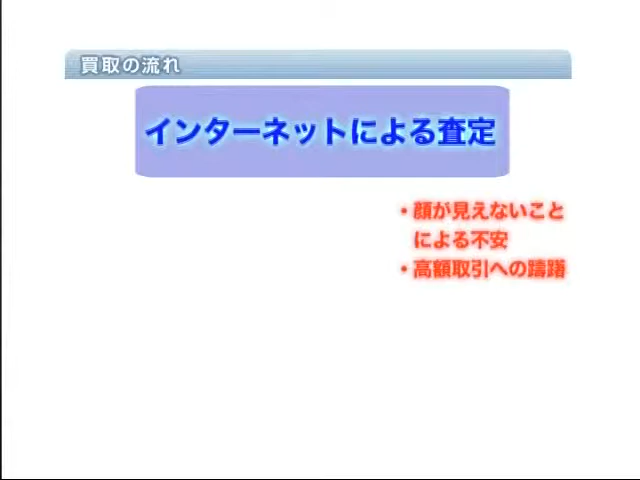 買取の流れ
インターネットによる査定
・顔が見えないこと
による不安
・高額取引への躊躇